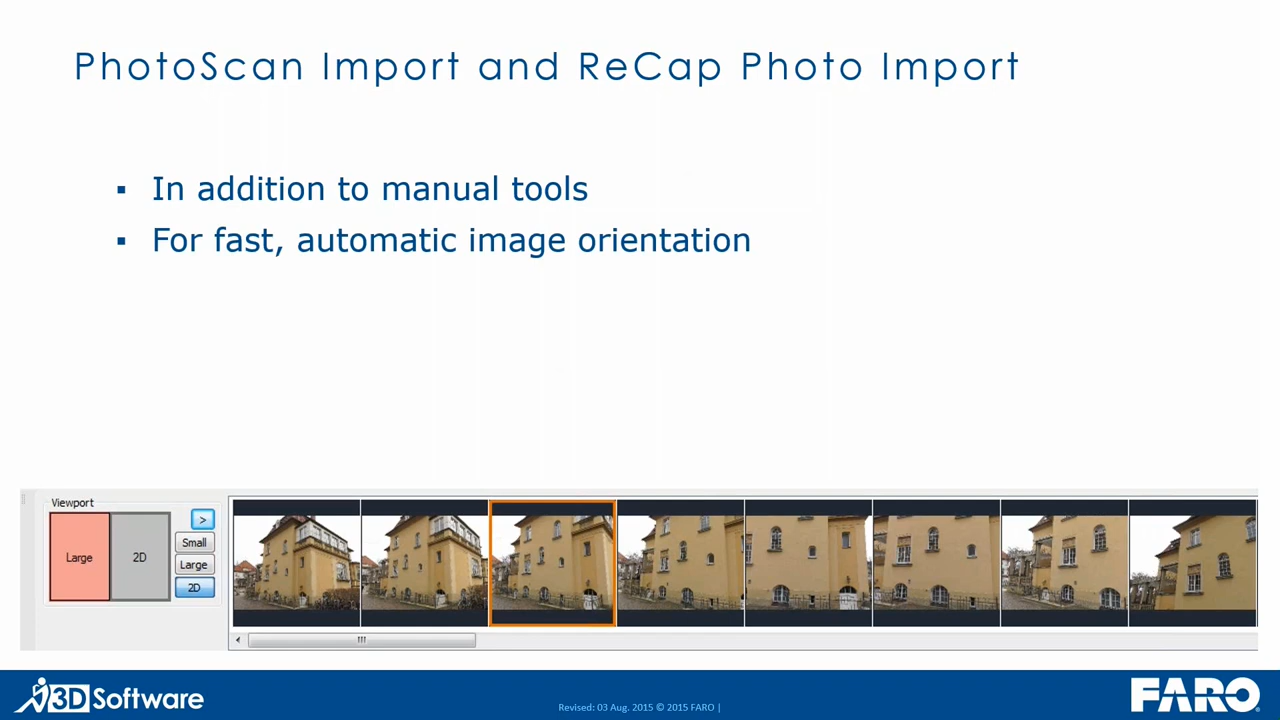 PhotoScan Import and ReCap Photo Import
▪ In addition to manual tools
▪ For fast, automatic image orientation
Viewport
Large
2D
>
Small
Large
2D
3D Software
Revised: 03 Aug. 2015 © 2015 FARO |
FARO